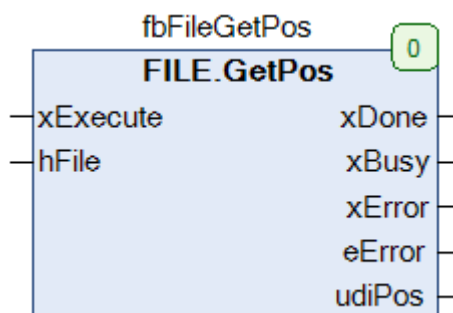 fbFileGetPos
0
FILE.GetPos
xExecute xDone
hFile xBusy
xError
eError
udiPos